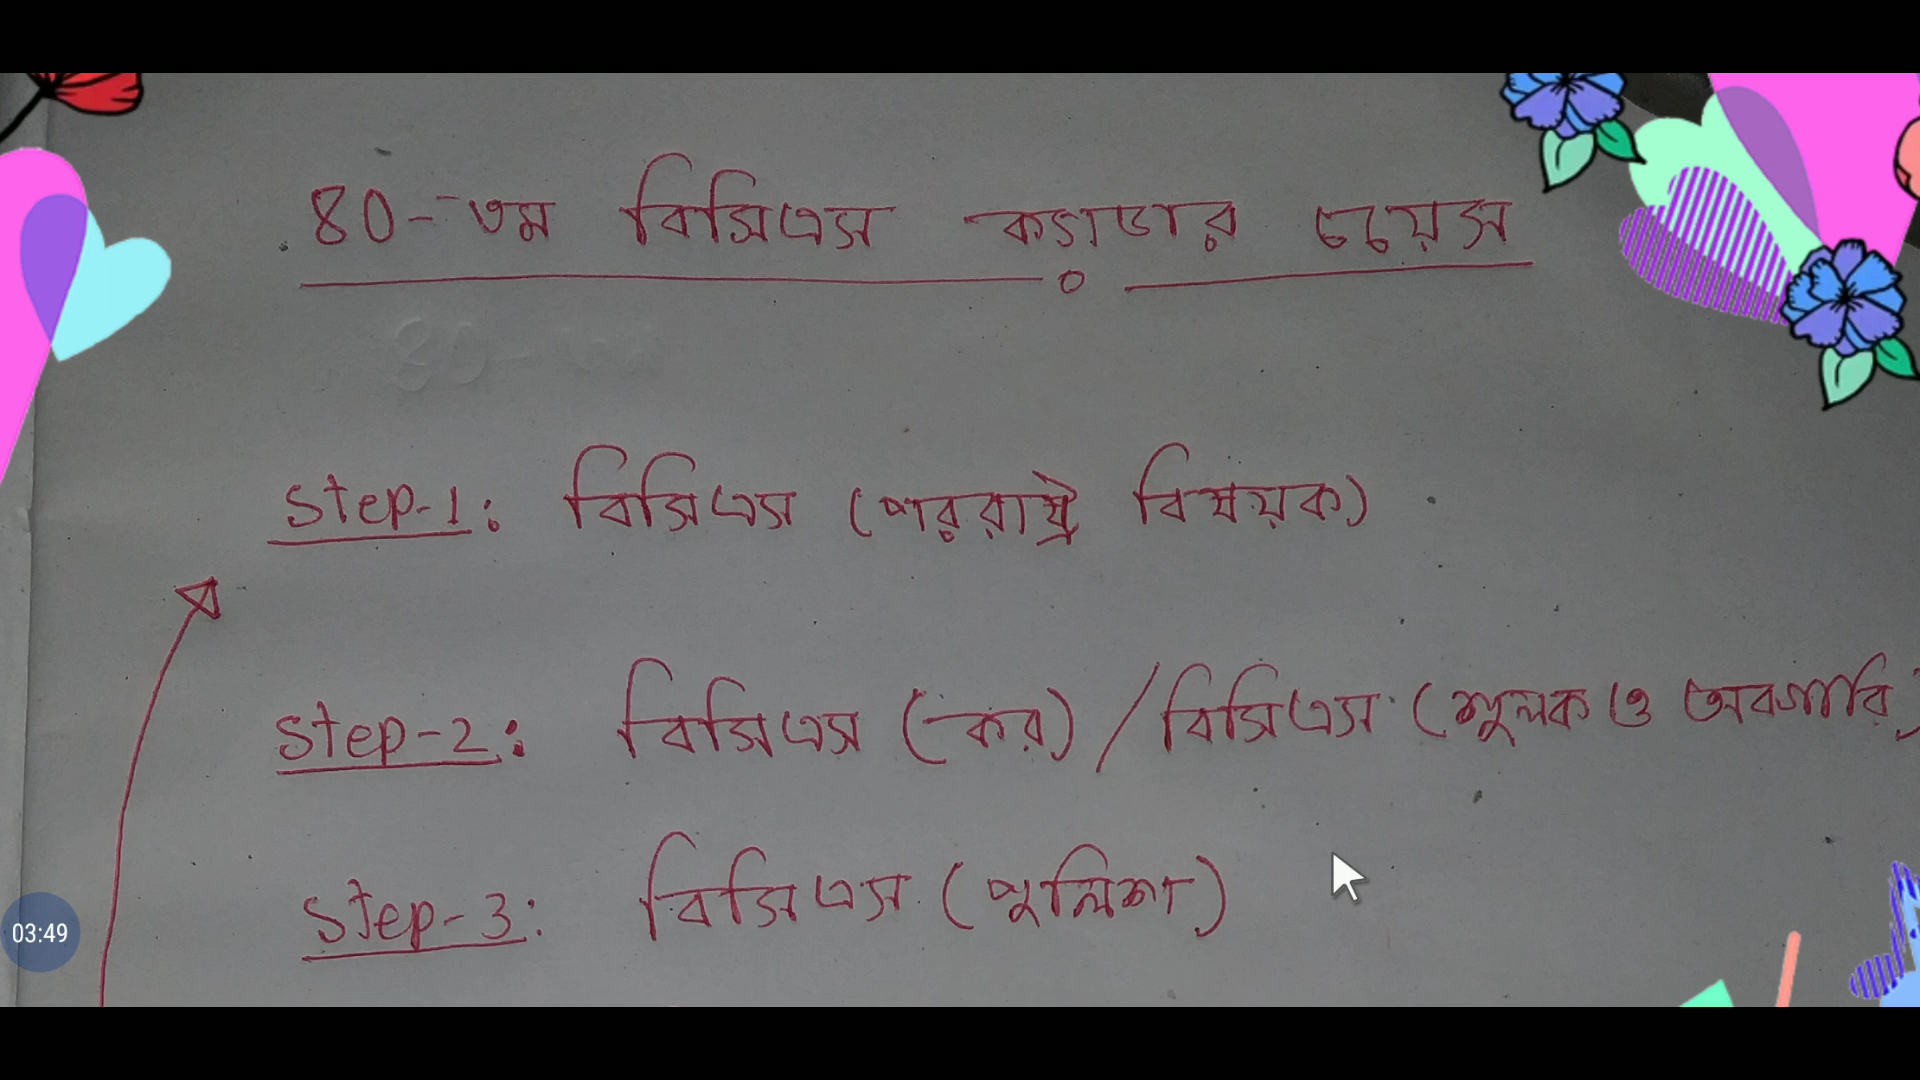 ৪০-তম বিসিএস ক্যাডার চয়েস
Step-1: বিসিএস (পররাষ্ট্র বিষয়ক)
Step-2: বিসিএস (কর) / বিসিএস (শুল্ক ও আবগারি)
Step-3: বিসিএস (পুলিশ)
03:49